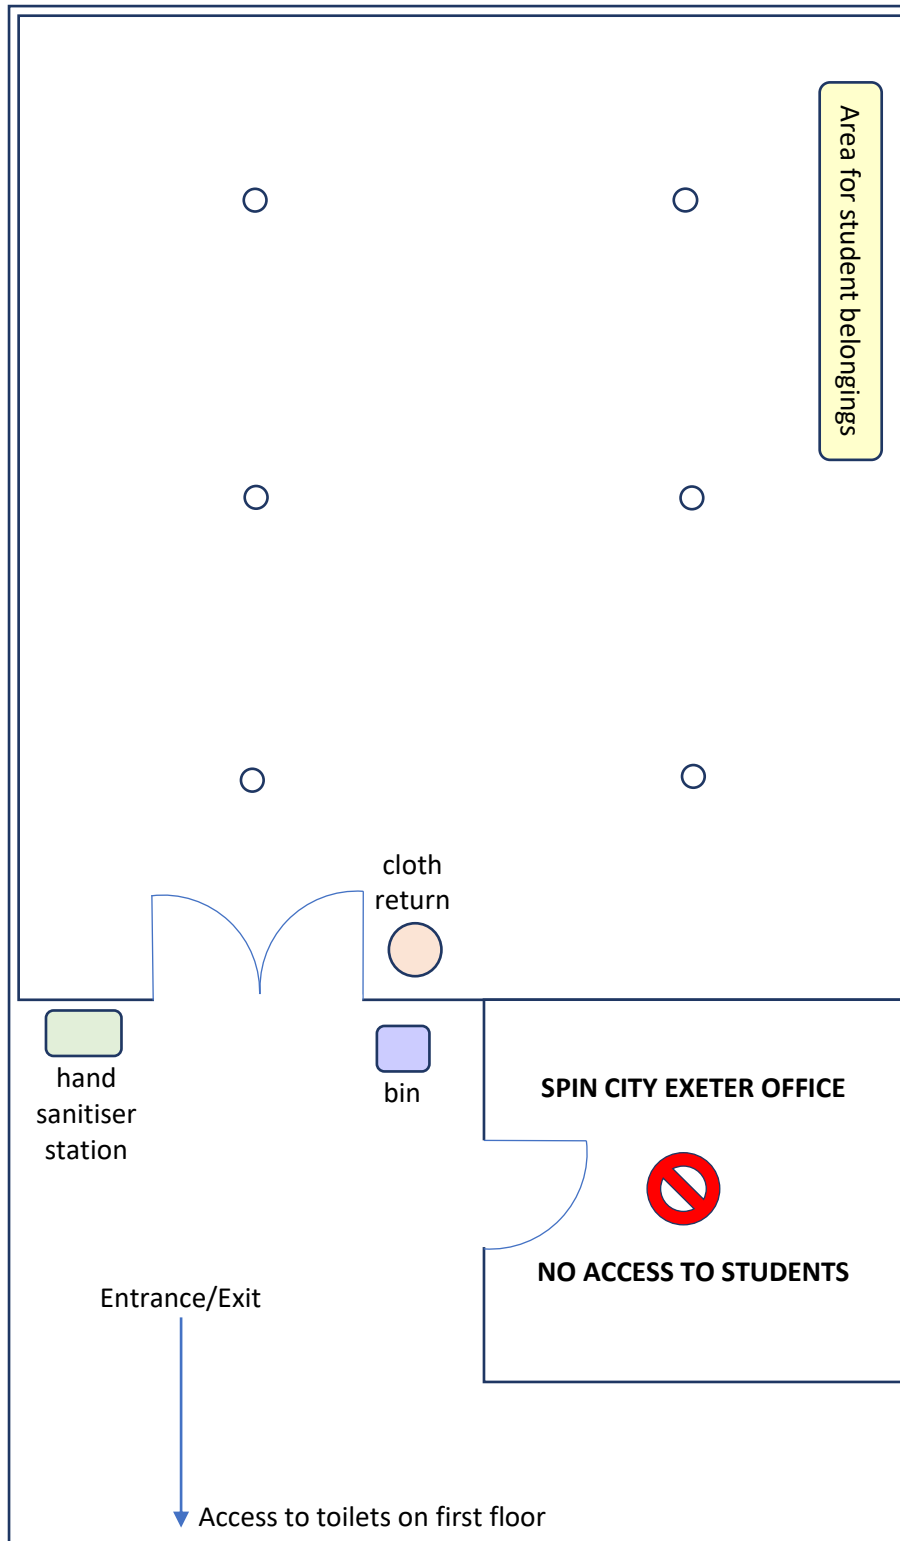 Area for student belongings
cloth
return
hand
sanitiser
station
bin
SPIN CITY EXETER OFFICE
NO ACCESS TO STUDENTS
Entrance/Exit
Access to toilets on first floor